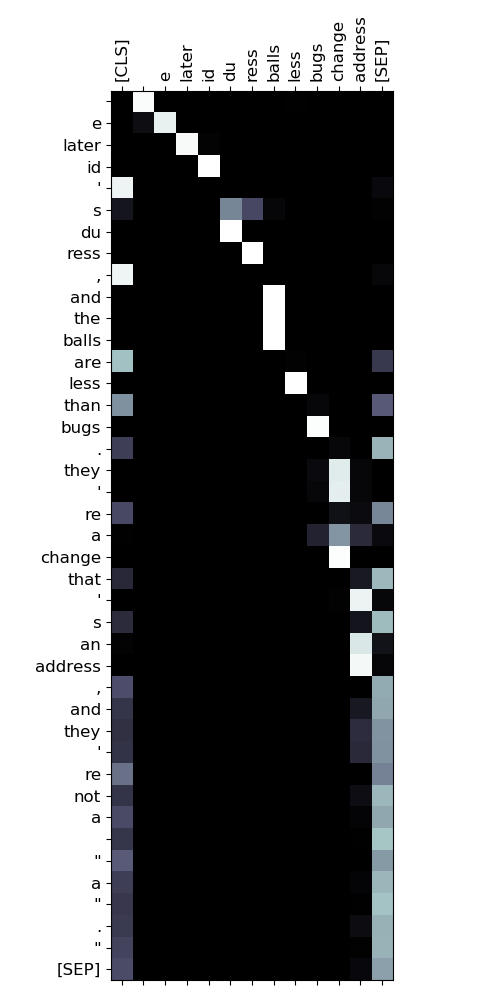 [CLS]
e
later
id
du
ress
balls
less
bugs
change
address
[SEP]
e
later
id
'
s
du
ress
,
and
the
balls
are
less
than
bugs
.
they
'
re
a
change
that
'
s
an
address
,
and
they
'
re
not
a
"
a
"
.
"
[SEP]